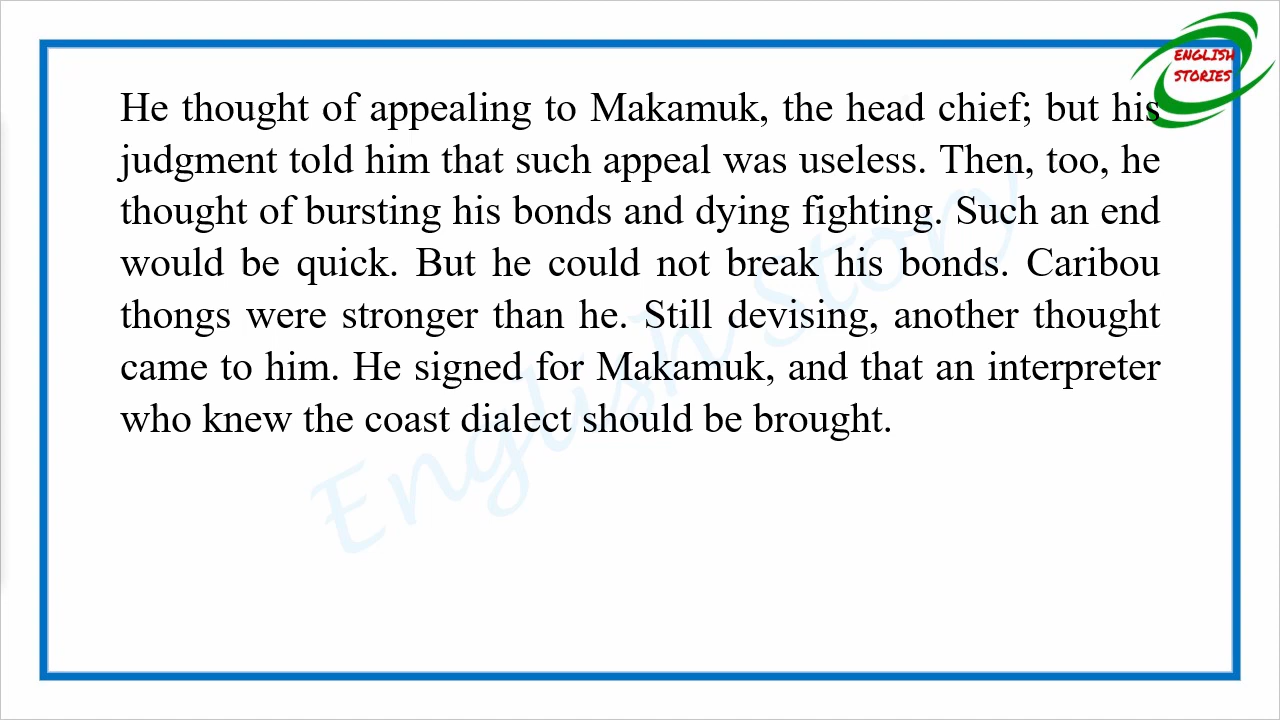 ENGLISH
STORIES
He thought of appealing to Makamuk, the head chief; but his
judgment told him that such appeal was useless. Then, too, he
thought of bursting his bonds and dying fighting. Such an end
would be quick. But he could not break his bonds. Caribou
thongs were stronger than he. Still devising, another thought
came to him. He signed for Makamuk, and that an interpreter
who knew the coast dialect should be brought.
English Story